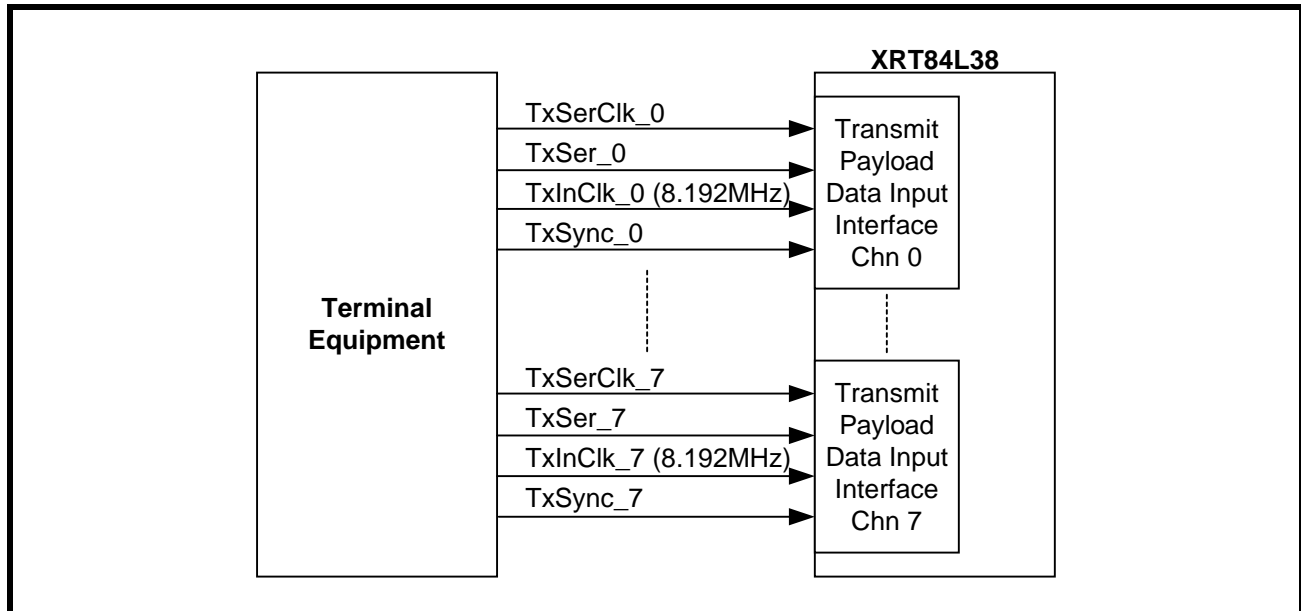 XRT84L38
Terminal
Equipment
TxSerClk_0
TxSer_0
TxInClk_0 (8.192MHz)
TxSync_0
Transmit
Payload
Data Input
Interface
Chn 0
TxSerClk_7
TxSer_7
TxInClk_7 (8.192MHz)
TxSync_7
Transmit
Payload
Data Input
Interface
Chn 7